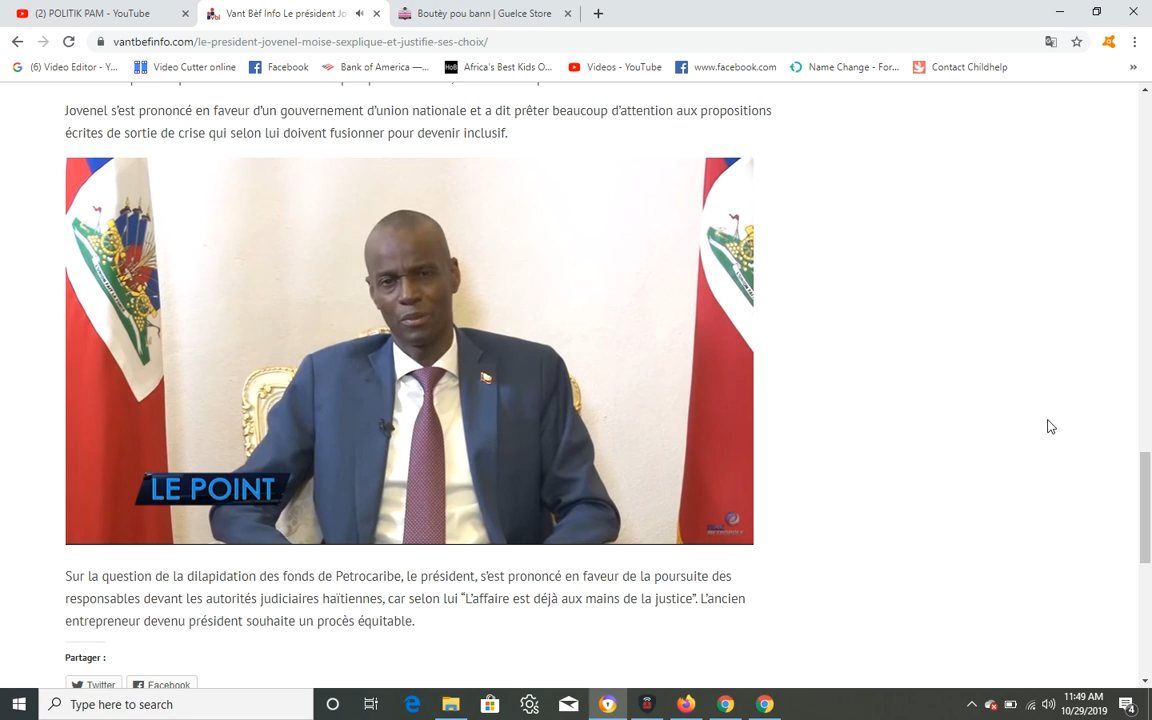 (2) POLITIK PAM - YouTube
Vant Bèf Info Le président Jo
Boutèy pou bann | Guelce Store
vantbefinfo.com/le-president-jovenel-moise-sexplique-et-justifie-ses-choix/
(6) Video Editor - Y...
Video Cutter online
Facebook
Bank of America —...
HoB
Africa's Best Kids O...
Videos - YouTube
www.facebook.com
Name Change - For...
Contact Childhelp
»
Jovenel s'est prononcé en faveur d'un gouvernement d'union nationale et a dit prêter beaucoup d'attention aux propositions
écrites de sortie de crise qui selon lui doivent fusionner pour devenir inclusif.
LE POINT
METROPOLE
Sur la question de la dilapidation des fonds de Petrocaribe, le président, s'est prononcé en faveur de la poursuite des
responsables devant les autorités judiciaires haïtiennes, car selon lui "L'affaire est déjà aux mains de la justice". L'ancien
entrepreneur devenu président souhaite un procès équitable.
Partager :
Twitter
Facebook
Type here to search
11:49 AM
10/29/2019
4